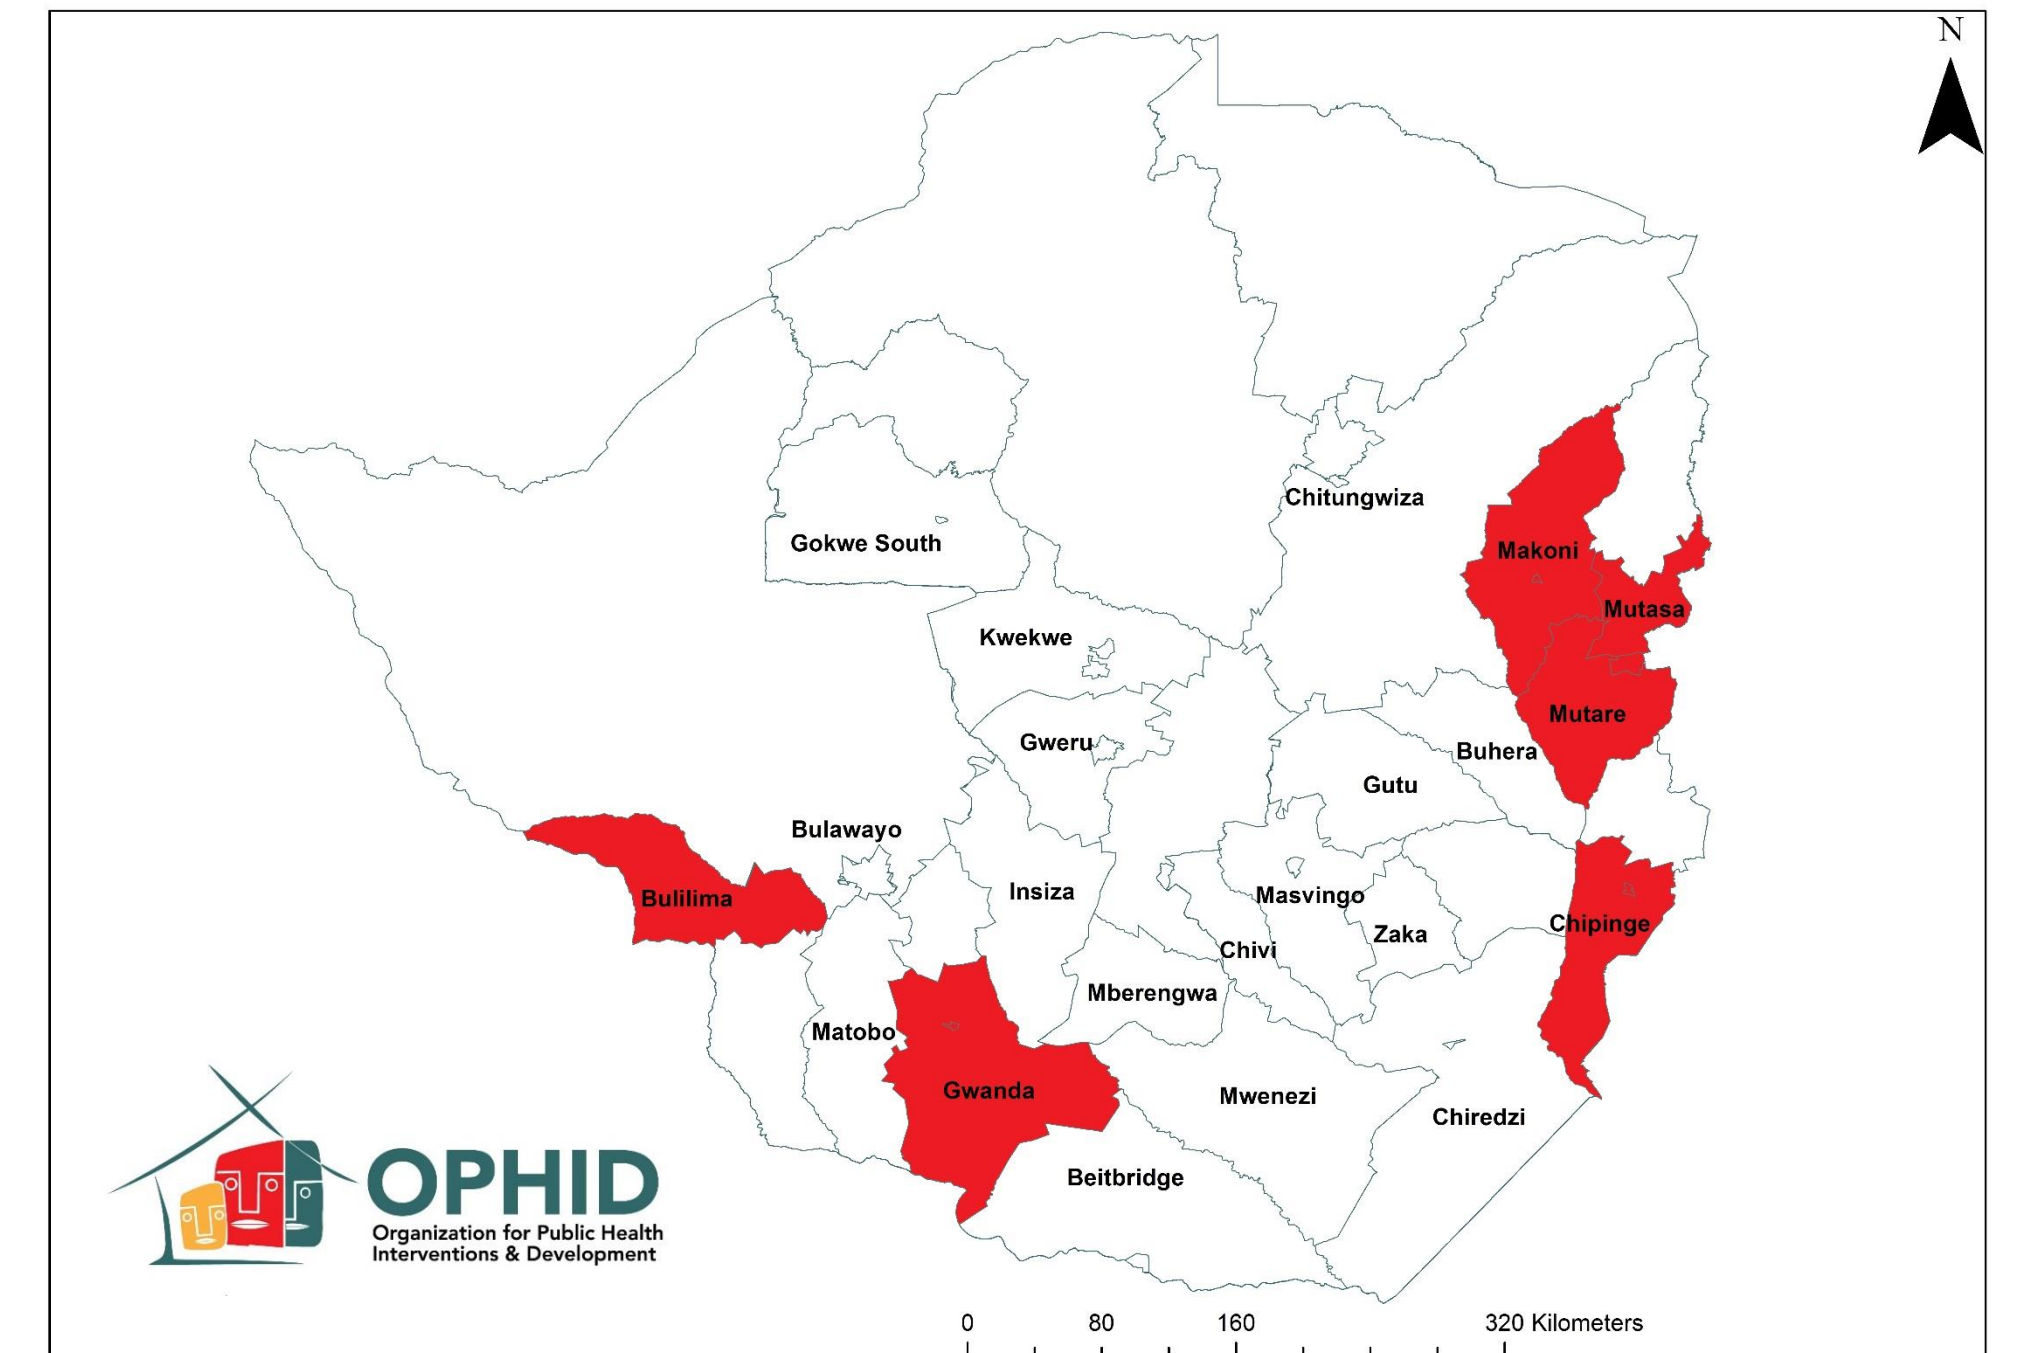 N
Chitungwiza
Gokwe South
Makoni
Mutasa
Kwekwe
Mutare
Gweru
Buhera
Gutu
Bulawayo
Insiza
Masvingo
Bulilima
Zaka
Chipinge
Chivi
Mberengwa
Matobo
Gwanda
Mwenezi
Chiredzi
Beitbridge
OPHID
Organization for Public Health
Interventions & Development
0 80 160 320 Kilometers